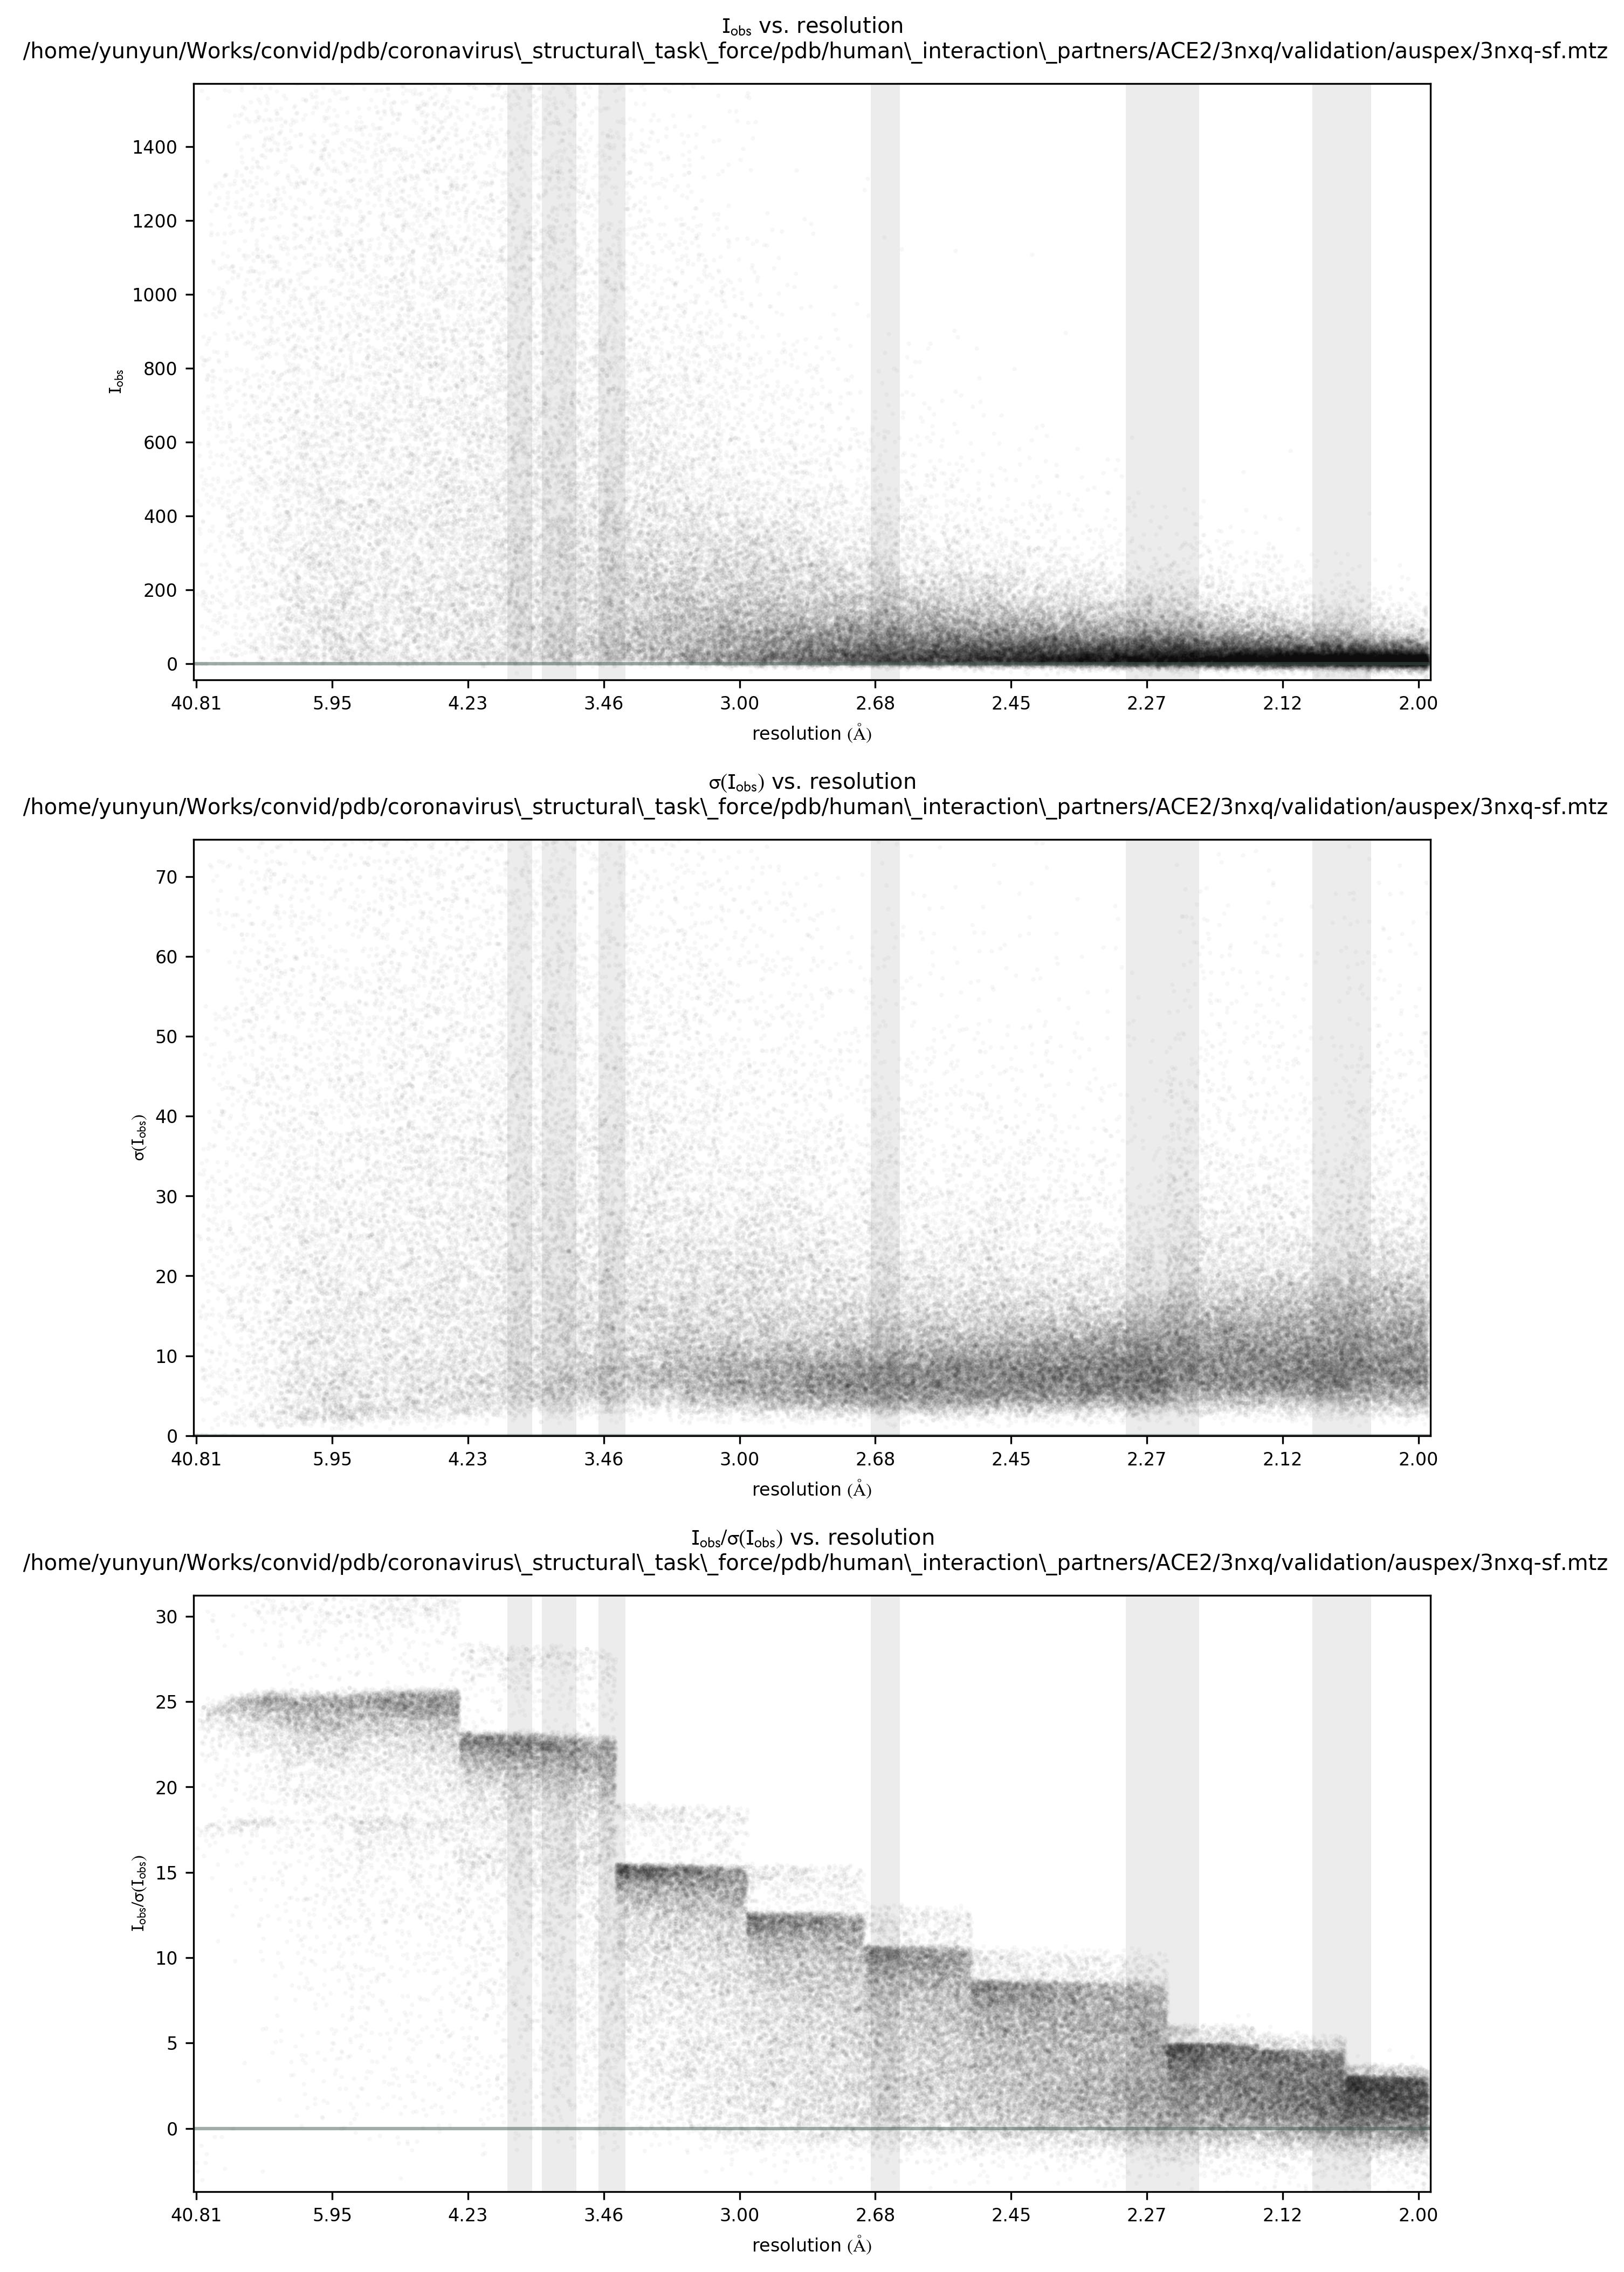 I_obs vs. resolution
/home/yunyun/Works/convid/pdb/coronavirus\_structural\_task\_force/pdb/human\_interaction\_partners/ACE2/3nxq/validation/auspex/3nxq-sf.mtz
1400
1200
1000
800
I_obs
600
400
200
0
40.81 5.95 4.23 3.46 3.00 2.68 2.45 2.27 2.12 2.00
resolution (Å)
σ(I_obs) vs. resolution
/home/yunyun/Works/convid/pdb/coronavirus\_structural\_task\_force/pdb/human\_interaction\_partners/ACE2/3nxq/validation/auspex/3nxq-sf.mtz
70
60
50
40
σ(I_obs)
30
20
10
0
40.81 5.95 4.23 3.46 3.00 2.68 2.45 2.27 2.12 2.00
resolution (Å)
I_obs/σ(I_obs) vs. resolution
/home/yunyun/Works/convid/pdb/coronavirus\_structural\_task\_force/pdb/human\_interaction\_partners/ACE2/3nxq/validation/auspex/3nxq-sf.mtz
30
25
20
15
I_obs/σ(I_obs)
10
5
0
40.81 5.95 4.23 3.46 3.00 2.68 2.45 2.27 2.12 2.00
resolution (Å)